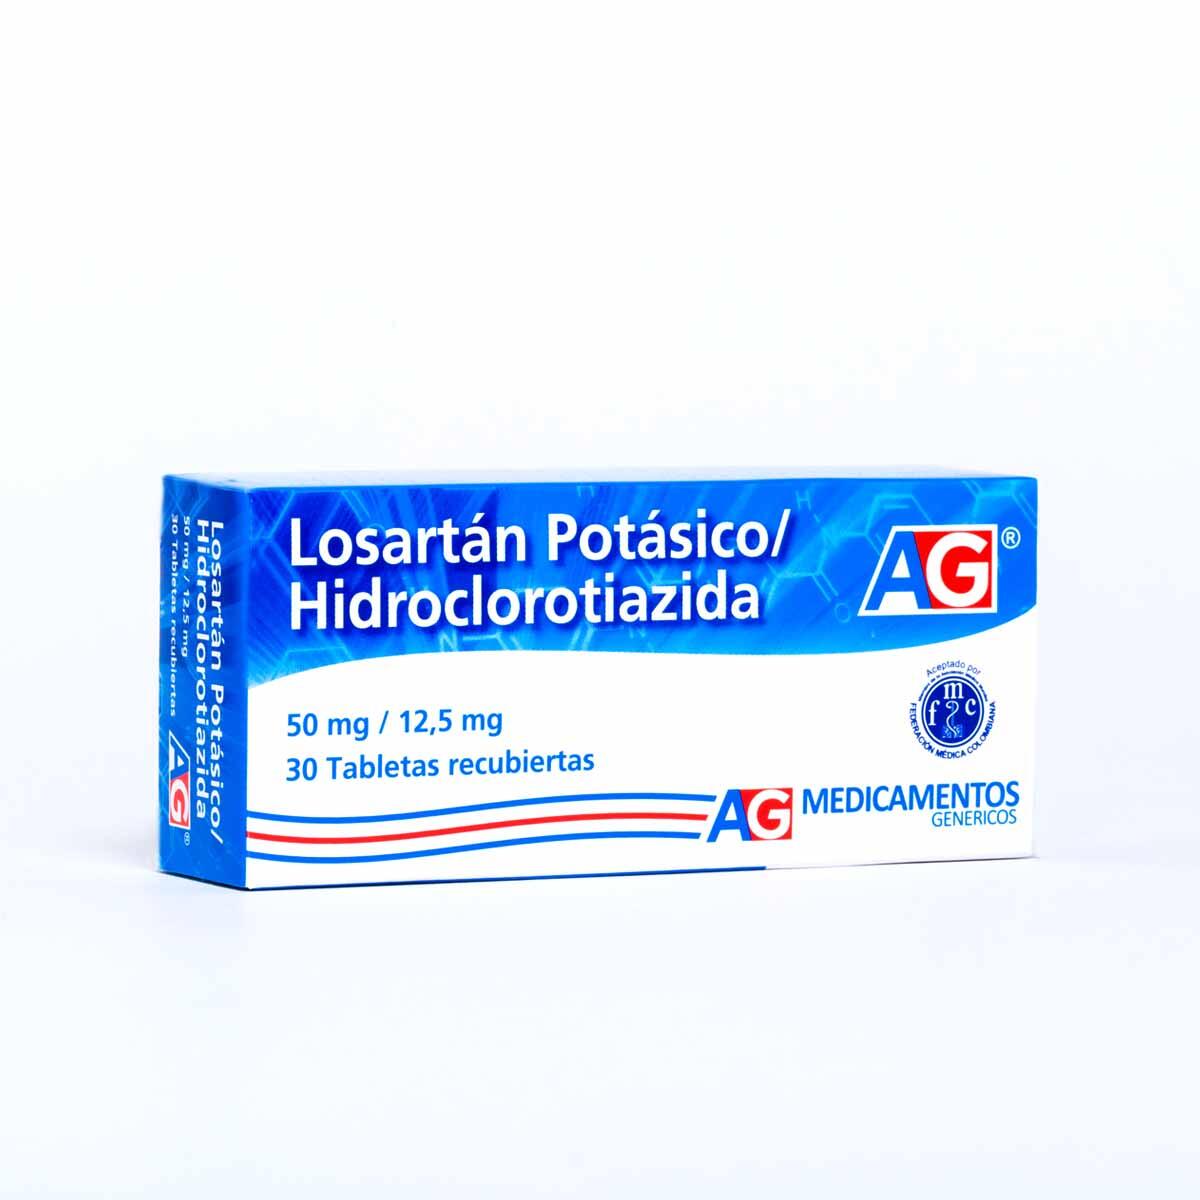 Losartán Potásico/
Hidroclorotiazida
AG®
50 mg / 12,5 mg
30 Tabletas recubiertas
Aceptado por
fmc
FEDERACIÓN MÉDICA COLOMBIANA
AG MEDICAMENTOS
GENERICOS
Losartán Potásico/
Hidroclorotiazida
50 mg / 12,5 mg
30 Tabletas recubiertas
AG®